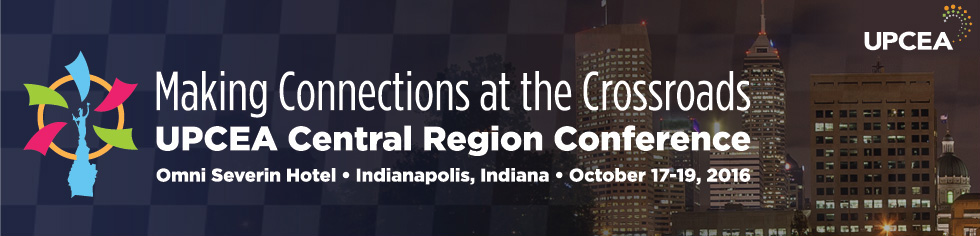 UPCEA
Making Connections at the Crossroads
UPCEA Central Region Conference
Omni Severin Hotel • Indianapolis, Indiana • October 17-19, 2016